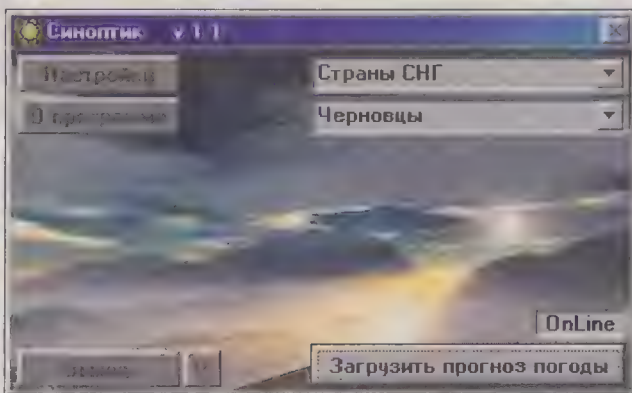 Синоптик v 1.1
Настройки
Страны СНГ
О программе
Черновцы
OnLine
Загрузить прогноз погоды